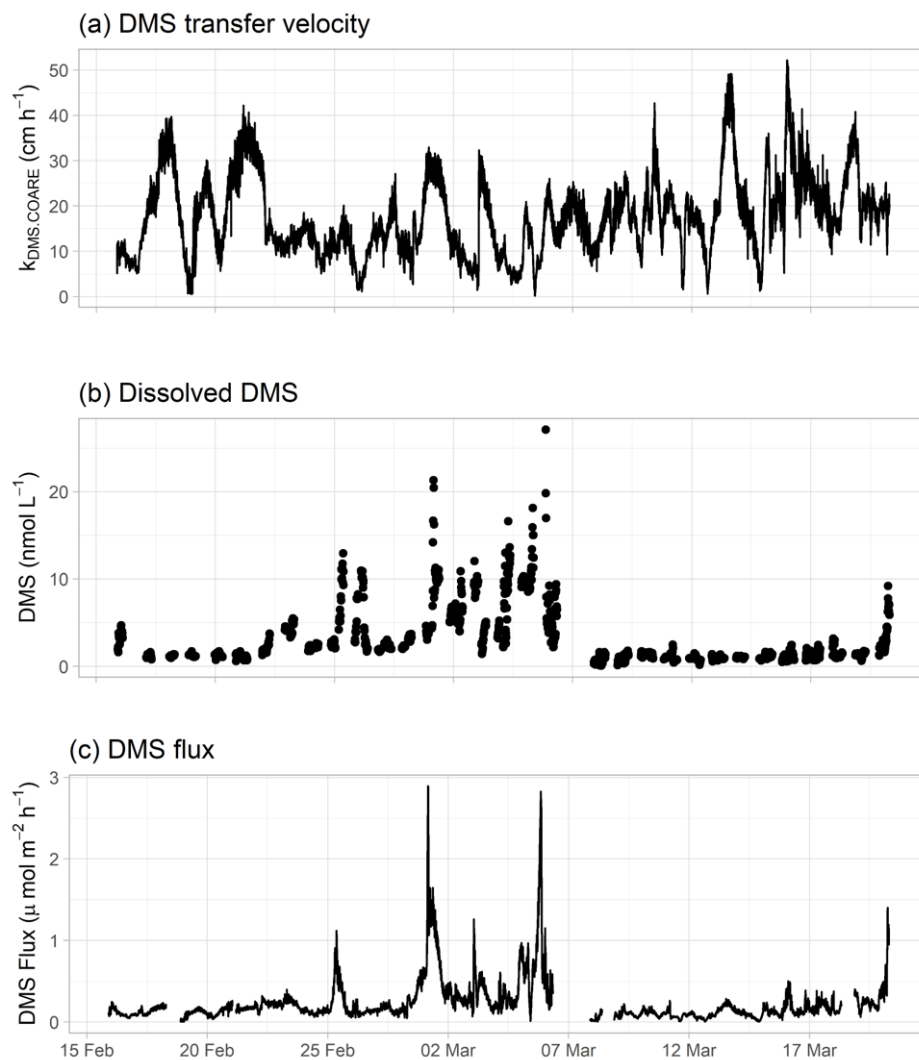 (a) DMS transfer velocity
50
40
30
20
10
0
k_DMS.COARE (cm h⁻¹)
(b) Dissolved DMS
20
10
0
DMS (nmol L⁻¹)
(c) DMS flux
3
2
1
0
DMS Flux (μ mol m⁻² h⁻¹)
15 Feb 20 Feb 25 Feb 02 Mar 07 Mar 12 Mar 17 Mar